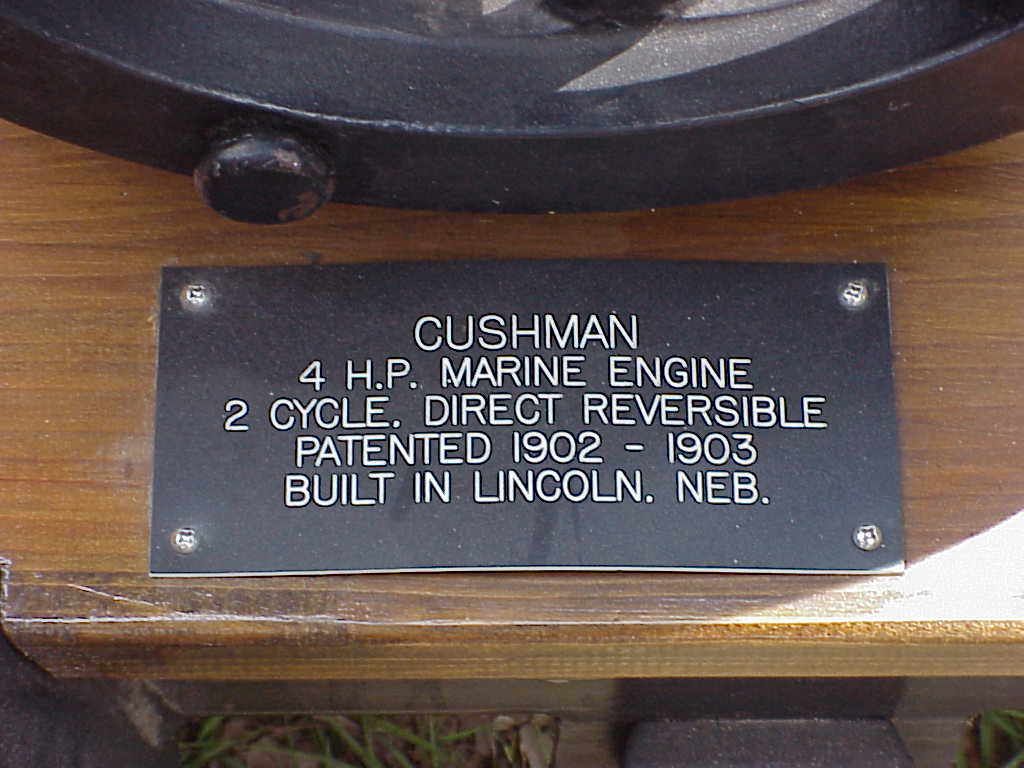 CUSHMAN
4 H.P. MARINE ENGINE
2 CYCLE. DIRECT REVERSIBLE
PATENTED 1902 - 1903
BUILT IN LINCOLN. NEB.